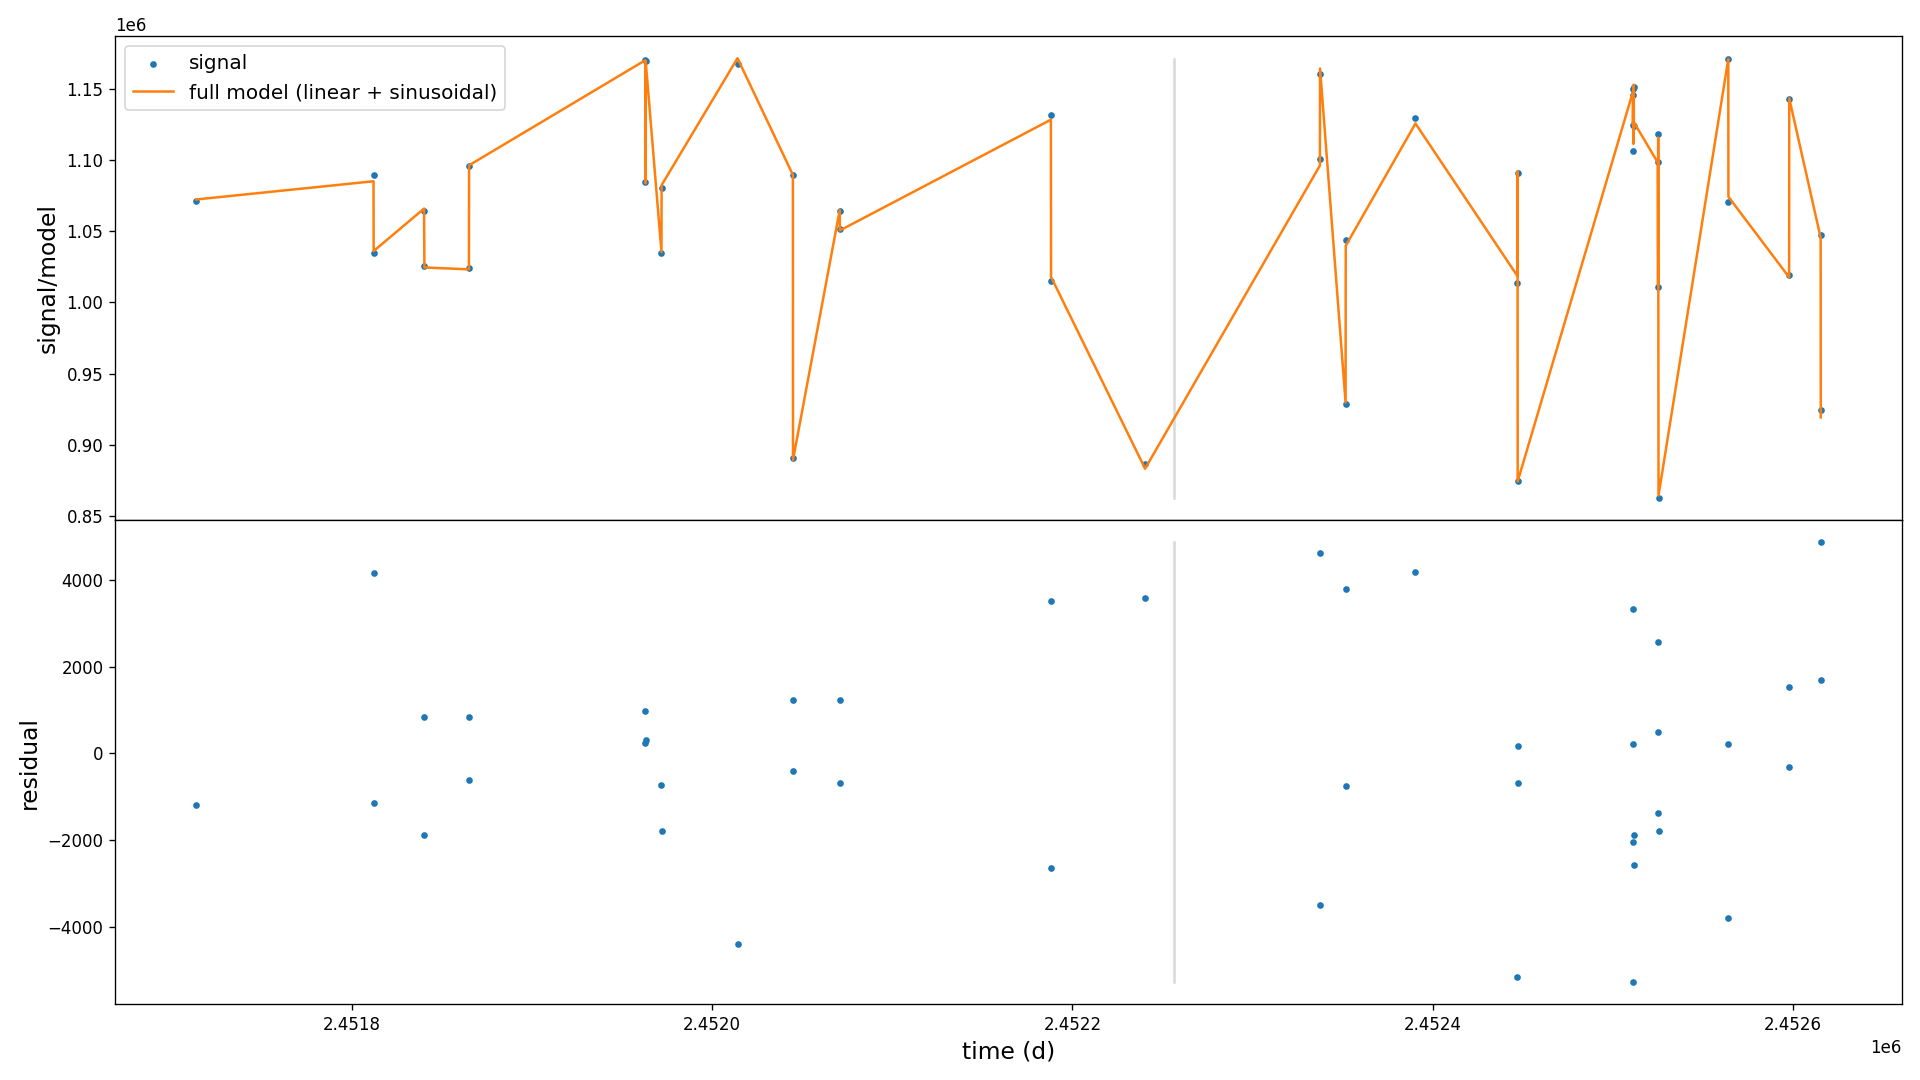 1e6
signal
full model (linear + sinusoidal)
1.15
1.10
1.05
1.00
0.95
0.90
0.85
signal/model
4000
2000
0
−2000
−4000
residual
2.4518
2.4520
2.4522
2.4524
2.4526
time (d)
1e6